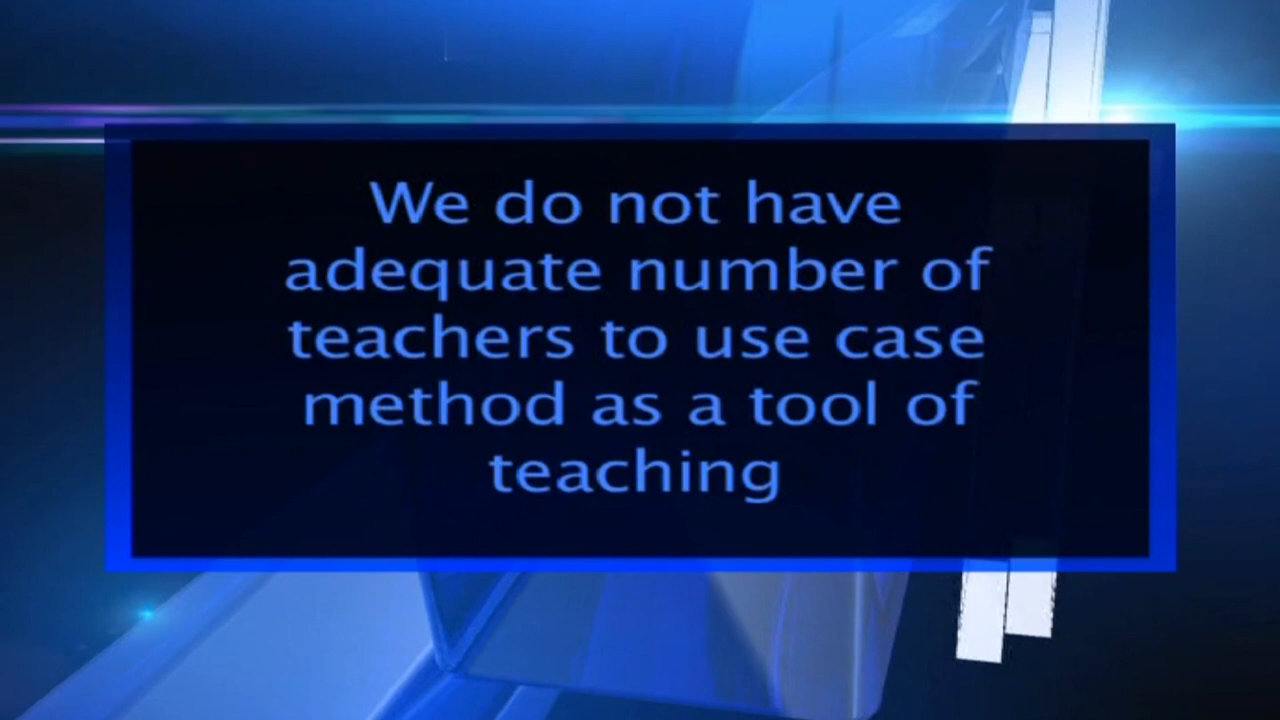 We do not have
adequate number of
teachers to use case
method as a tool of
teaching